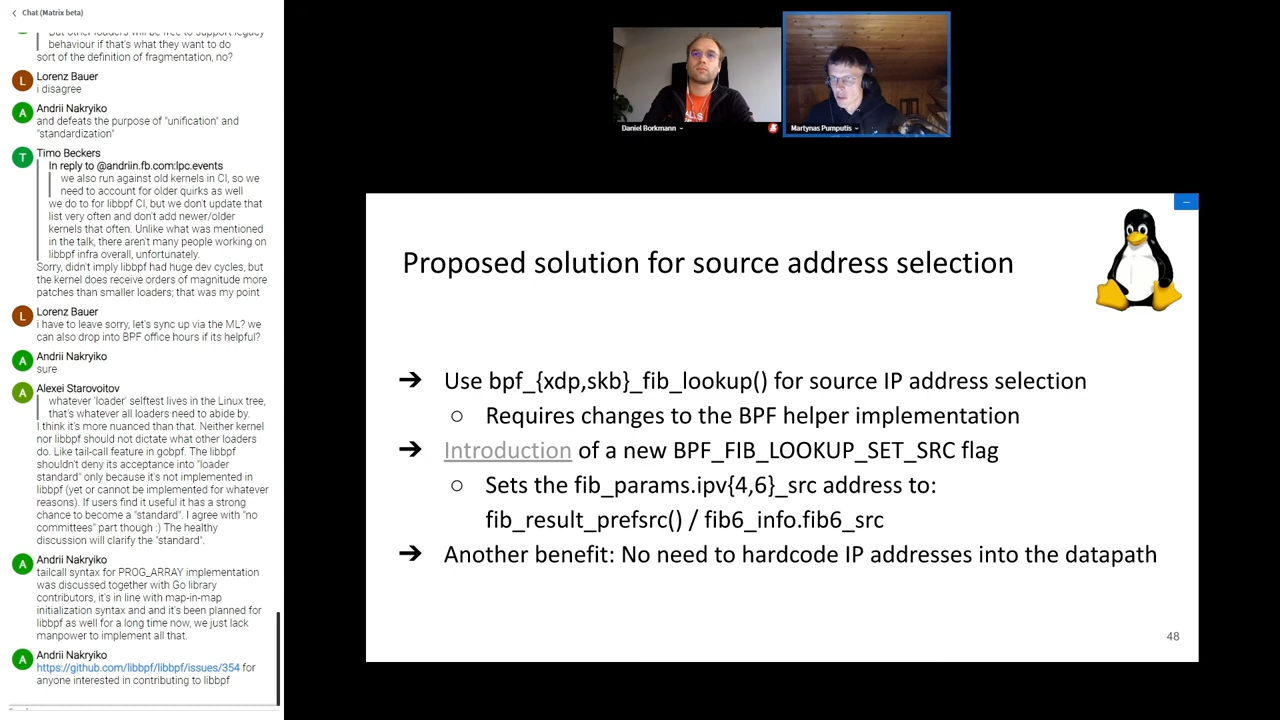 Chat (Matrix beta)
But other loaders will be free to support legacy
behaviour if that's what they want to do
sort of the definition of fragmentation, no?
L
Lorenz Bauer
i disagree
A
Andrii Nakryiko
and defeats the purpose of "unification" and
"standardization"
T
Timo Beckers
In reply to @andriin.fb.com:lpc.events
we also run against old kernels in CI, so we
need to account for older quirks as well
we do to for libbpf CI, but we don't update that
list very often and don't add newer/older
kernels that often. Unlike what was mentioned
in the talk, there aren't many people working on
libbpf infra overall, unfortunately.
Sorry, didn't imply libbpf had huge dev cycles, but
the kernel does receive orders of magnitude more
patches than smaller loaders; that was my point
L
Lorenz Bauer
i have to leave sorry, let's sync up via the ML? we
can also drop into BPF office hours if its helpful?
A
Andrii Nakryiko
sure
A
Alexei Starovoitov
whatever 'loader' selftest lives in the Linux tree,
that's whatever all loaders need to abide by.
I think it's more nuanced than that. Neither kernel
nor libbpf should not dictate what other loaders
do. Like tail-call feature in gobpf. The libbpf
shouldn't deny its acceptance into "loader
standard" only because it's not implemented in
libbpf (yet or cannot be implemented for whatever
reasons). If users find it useful it has a strong
chance to become a "standard". I agree with "no
committees" part though :) The healthy
discussion will clarify the "standard".
A
Andrii Nakryiko
tailcall syntax for PROG_ARRAY implementation
was discussed together with Go library
contributors, it's in line with map-in-map
initialization syntax and and it's been planned for
libbpf as well for a long time now, we just lack
manpower to implement all that.
A
Andrii Nakryiko
https://github.com/libbpf/libbpf/issues/354 for
anyone interested in contributing to libbpf
Daniel Borkmann
Martynas Pumputis
Proposed solution for source address selection
➔ Use bpf_{xdp,skb}_fib_lookup() for source IP address selection
○ Requires changes to the BPF helper implementation
➔ Introduction of a new BPF_FIB_LOOKUP_SET_SRC flag
○ Sets the fib_params.ipv{4,6}_src address to:
fib_result_prefsrc() / fib6_info.fib6_src
➔ Another benefit: No need to hardcode IP addresses into the datapath
48